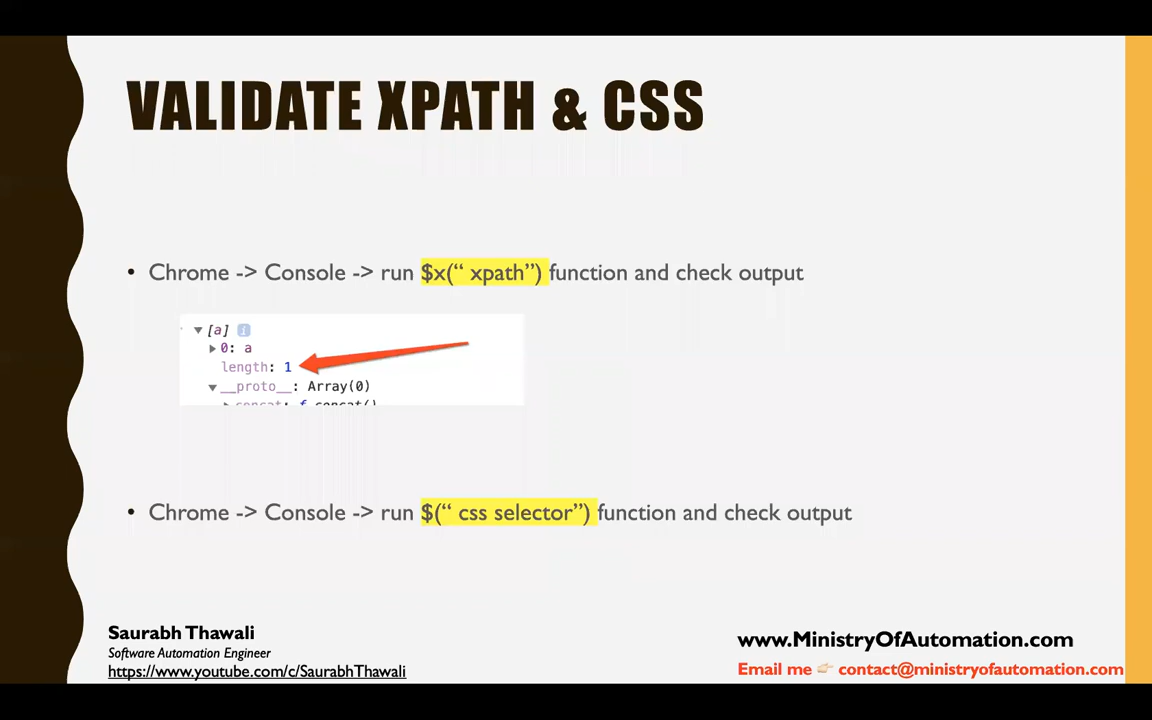 VALIDATE XPATH & CSS
• Chrome -> Console -> run $x(“ xpath”) function and check output
▼ [a] i
▶ 0: a
length: 1
▼ __proto__: Array(0)
▶ concat: f concat()
• Chrome -> Console -> run $(“ css selector”) function and check output
Saurabh Thawali
Software Automation Engineer
https://www.youtube.com/c/SaurabhThawali
www.MinistryOfAutomation.com
Email me 👉🏻 contact@ministryofautomation.com